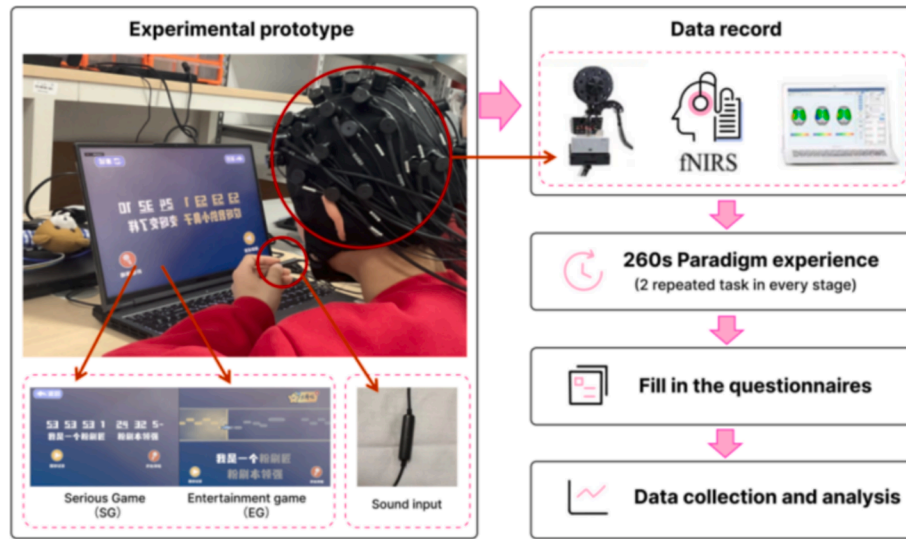 Experimental prototype
Data record
fNIRS
260s Paradigm experience
(2 repeated task in every stage)
Fill in the questionnaires
Data collection and analysis
53 53 53 1 24 32 5-
我是一个粉刷匠 粉刷本领强
我是一个粉刷匠
粉刷本领强
Serious Game
(SG)
Entertainment game
(EG)
Sound input